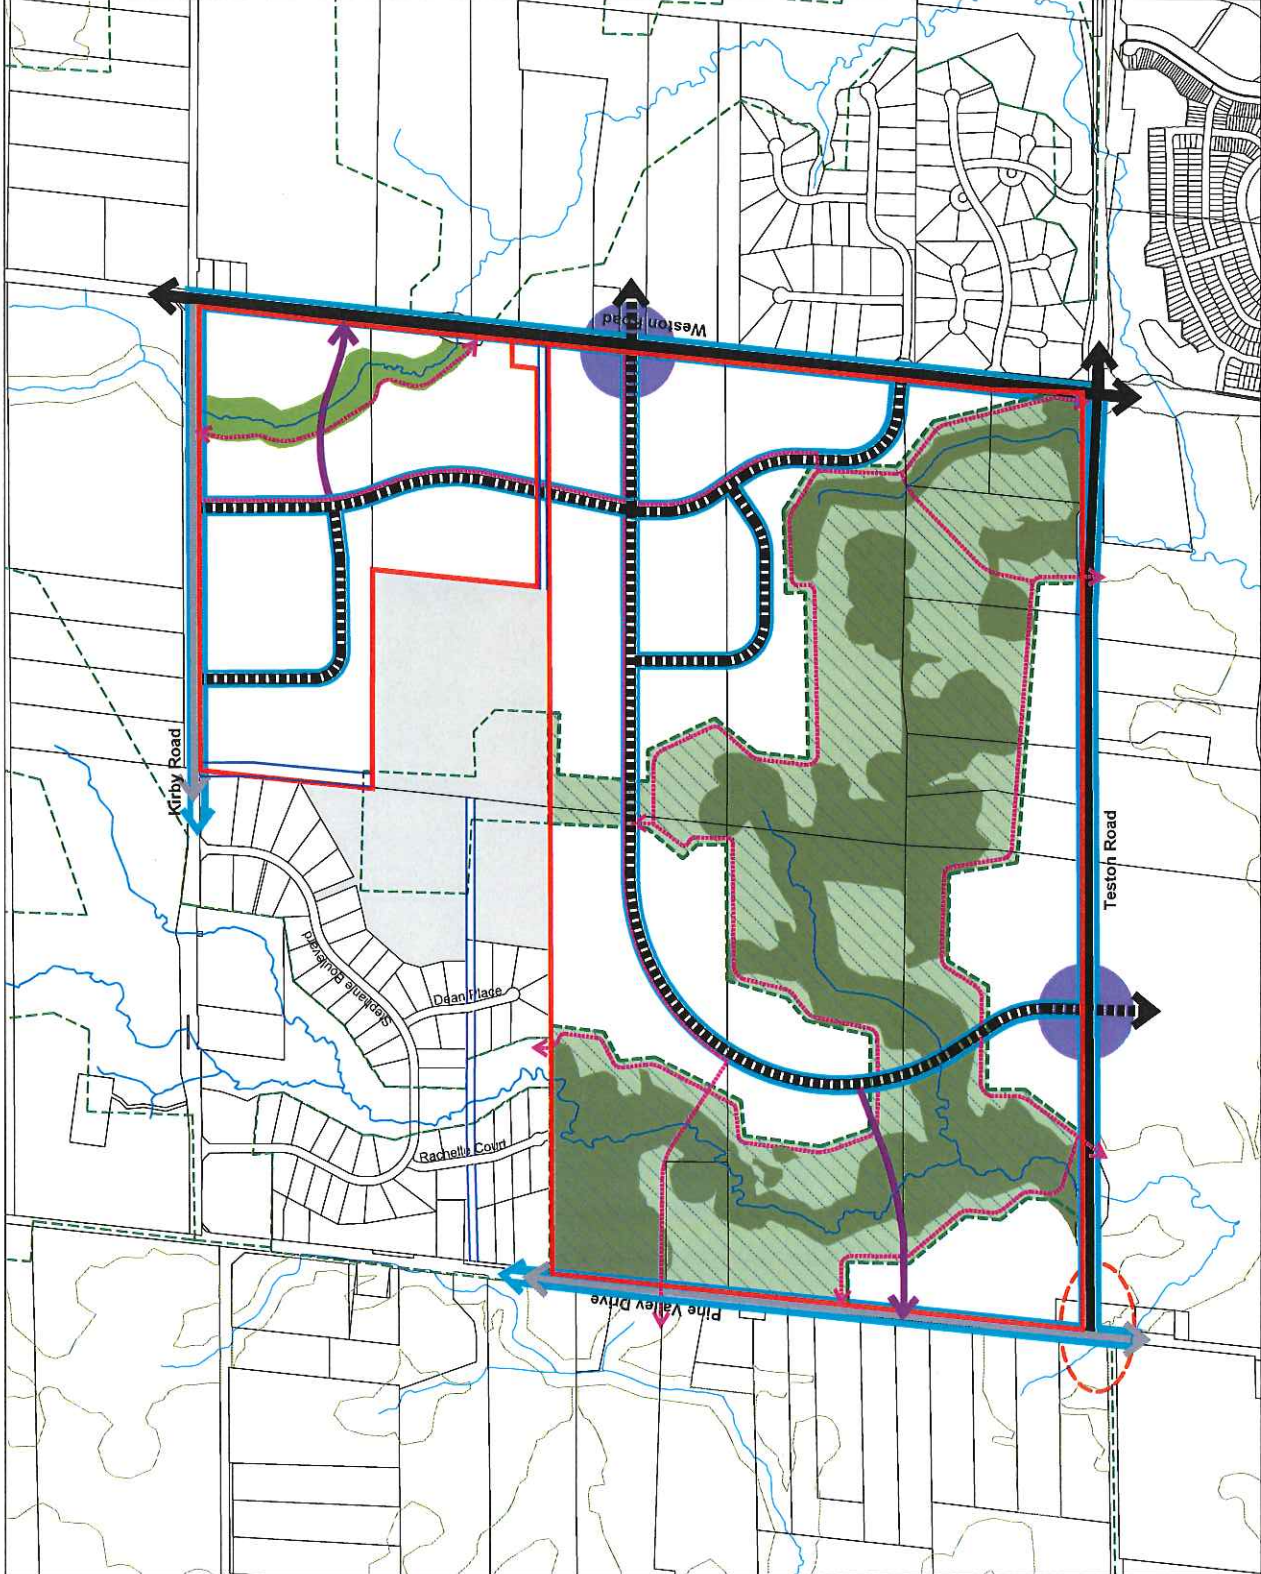 Weston Road
Kirby Road
Teston Road
Stephanie Boulevard
Dean Place
Rachelle Court
Pine Valley Drive